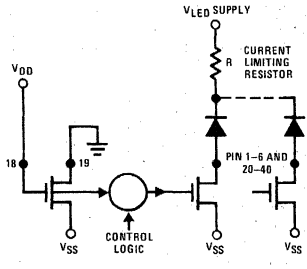 VLED SUPPLY
R
CURRENT
LIMITING
RESISTOR
VDD
18
19
PIN 1–6 AND
20–40
VSS
CONTROL
LOGIC
VSS
VSS